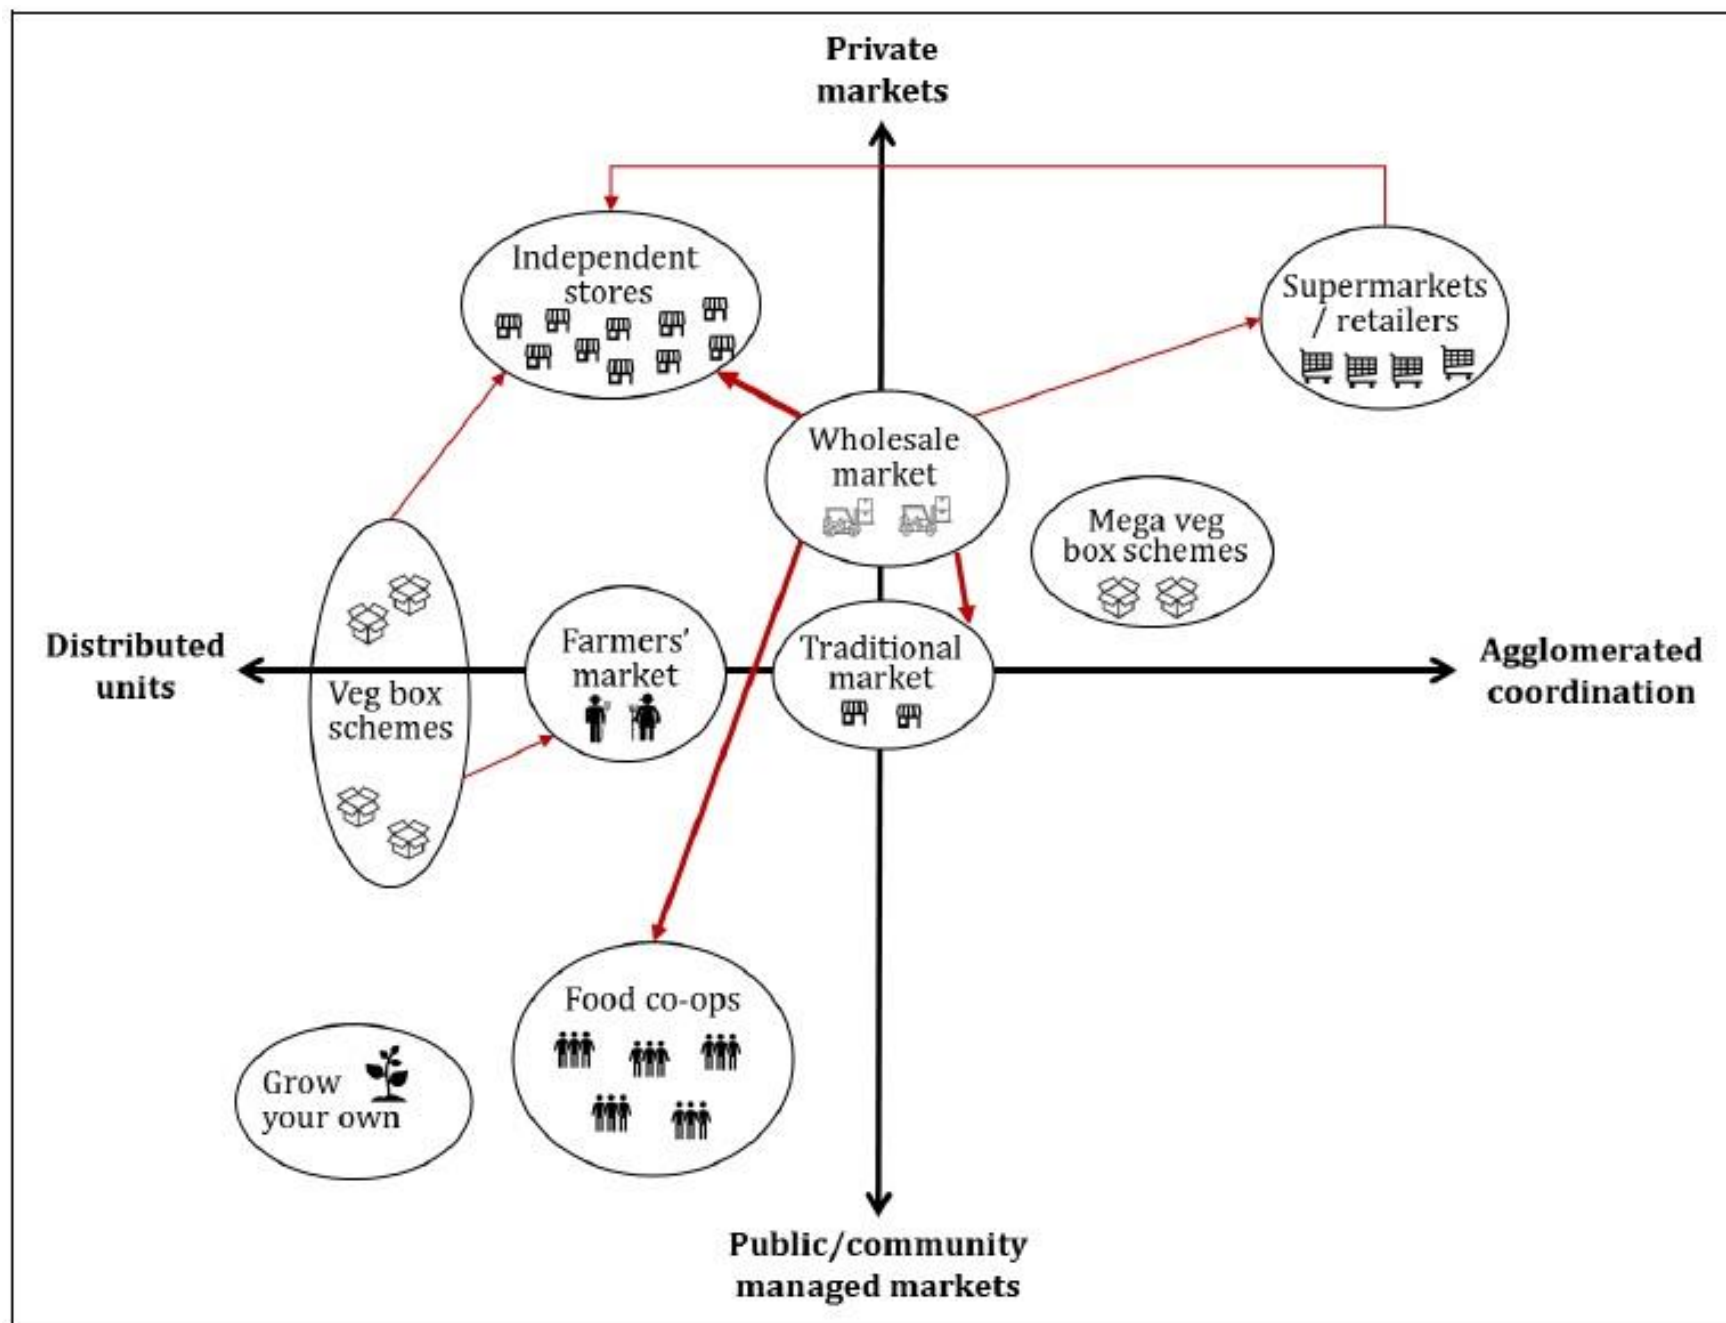 Private
markets
Independent
stores
Supermarkets
/ retailers
Wholesale
market
Mega veg
box schemes
Distributed
units
Veg box
schemes
Farmers'
market
Traditional
market
Agglomerated
coordination
Food co-ops
Grow
your own
Public/community
managed markets